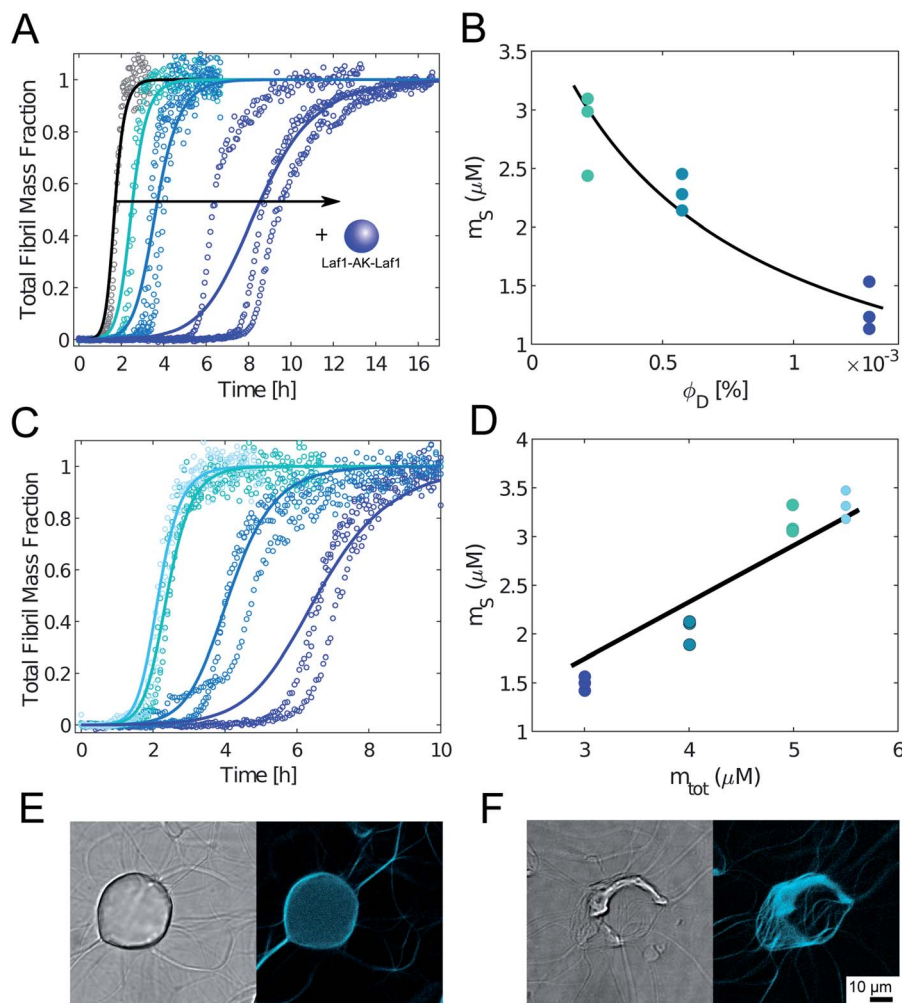 A
Total Fibril Mass Fraction
1
0.8
0.6
0.4
0.2
0
0 2 4 6 8 10 12 14 16
Time [h]
+
Laf1-AK-Laf1
B
m_S (μM)
3.5
3
2.5
2
1.5
1
0 0.5 1 ×10⁻³
ϕ_D [%]
C
Total Fibril Mass Fraction
1
0.8
0.6
0.4
0.2
0
0 2 4 6 8 10
Time [h]
D
m_S (μM)
4
3.5
3
2.5
2
1.5
1
3 4 5 6
m_tot (μM)
E
F
10 μm